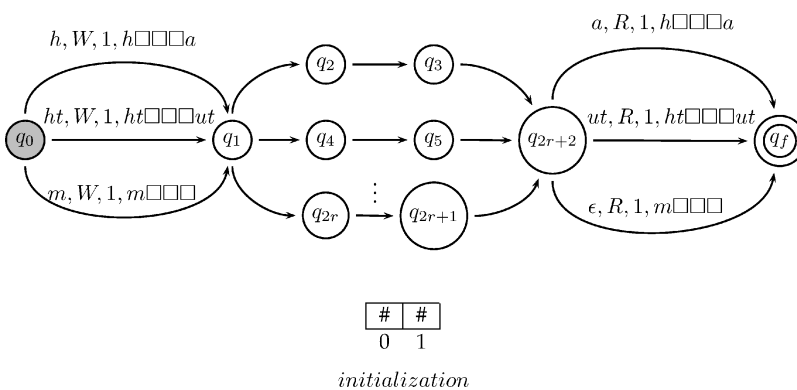 h, W, 1, h□□□a
a, R, 1, h□□□a
q2 q3
ht, W, 1, ht□□□ut
ut, R, 1, ht□□□ut
q0 q1 q4 q5 q2r+2 qf
m, W, 1, m□□□
ϵ, R, 1, m□□□
⋮
q2r q2r+1
# #
0 1
initialization